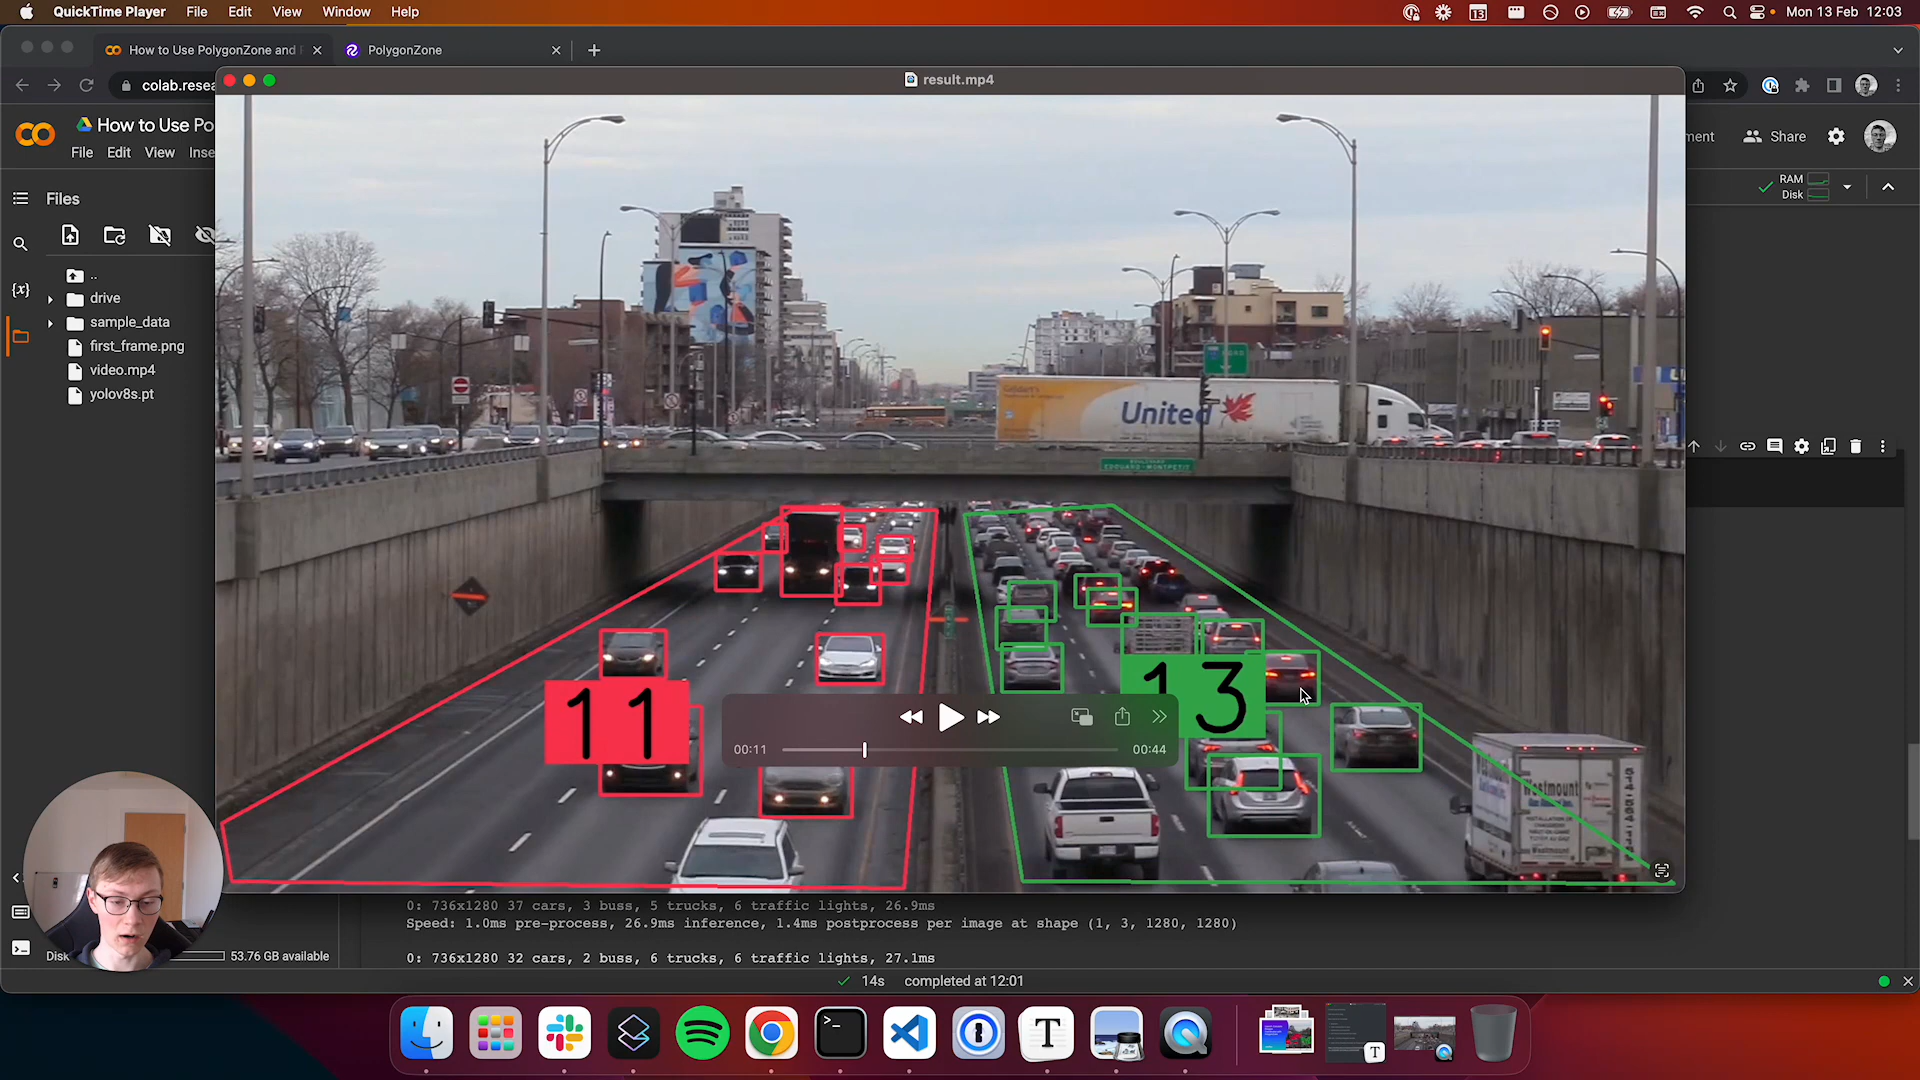 QuickTime Player File Edit View Window Help
13
Mon 13 Feb 12:03
How to Use PolygonZone and
PolygonZone
colab.resea
result.mp4
How to Use Po
File Edit View Inse
Share
RAM
Disk
Files
{x}
..
drive
sample_data
first_frame.png
video.mp4
yolov8s.pt
United
EDOUARD-MONTPETIT
11
13
00:11
00:44
Westmount
0: 736x1280 37 cars, 3 buss, 5 trucks, 6 traffic lights, 26.9ms
Speed: 1.0ms pre-process, 26.9ms inference, 1.4ms postprocess per image at shape (1, 3, 1280, 1280)
0: 736x1280 32 cars, 2 buss, 6 trucks, 6 traffic lights, 27.1ms
Disk
53.76 GB available
14s completed at 12:01
T
T